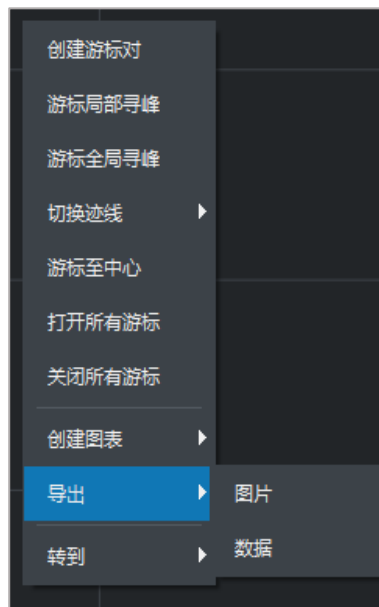 创建游标对
游标局部寻峰
游标全局寻峰
切换迹线
游标至中心
打开所有游标
关闭所有游标
创建图表
导出
图片
数据
转到